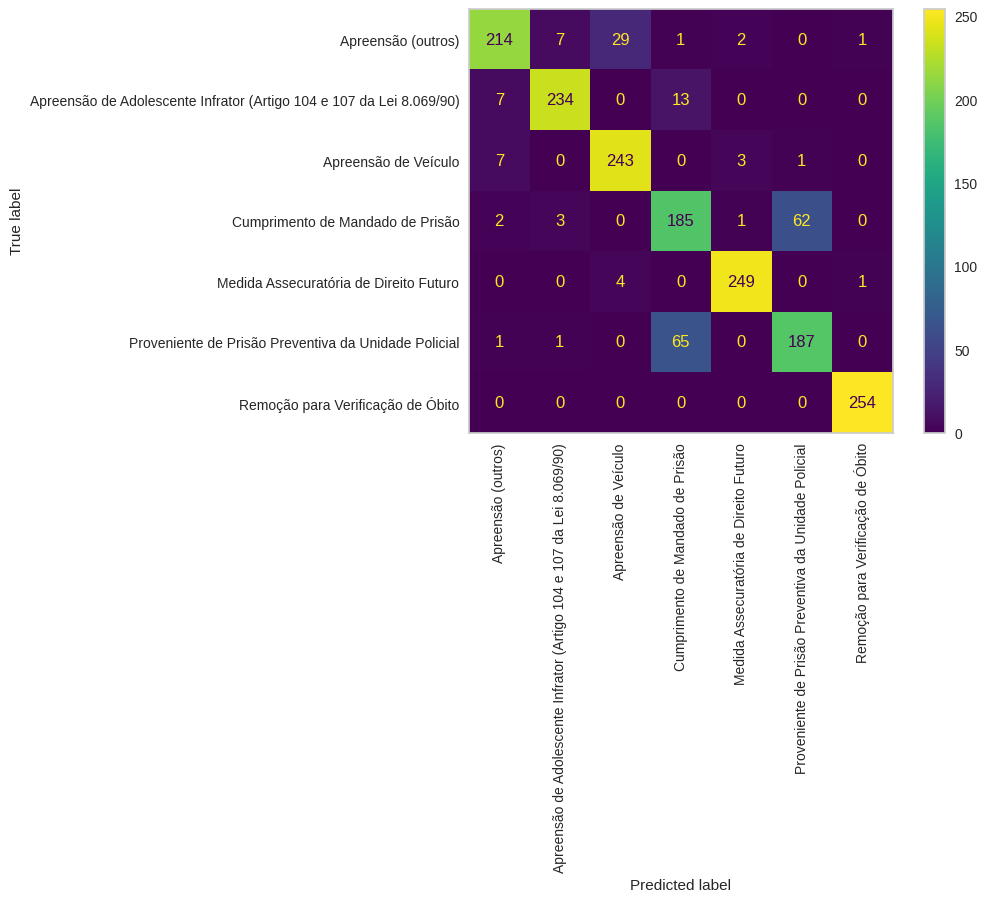 True label
Apreensão (outros) 214 7 29 1 2 0 1
Apreensão de Adolescente Infrator (Artigo 104 e 107 da Lei 8.069/90) 7 234 0 13 0 0 0
Apreensão de Veículo 7 0 243 0 3 1 0
Cumprimento de Mandado de Prisão 2 3 0 185 1 62 0
Medida Assecuratória de Direito Futuro 0 0 4 0 249 0 1
Proveniente de Prisão Preventiva da Unidade Policial 1 1 0 65 0 187 0
Remoção para Verificação de Óbito 0 0 0 0 0 0 254
Apreensão (outros)
Apreensão de Adolescente Infrator (Artigo 104 e 107 da Lei 8.069/90)
Apreensão de Veículo
Cumprimento de Mandado de Prisão
Medida Assecuratória de Direito Futuro
Proveniente de Prisão Preventiva da Unidade Policial
Remoção para Verificação de Óbito
Predicted label
250
200
150
100
50
0